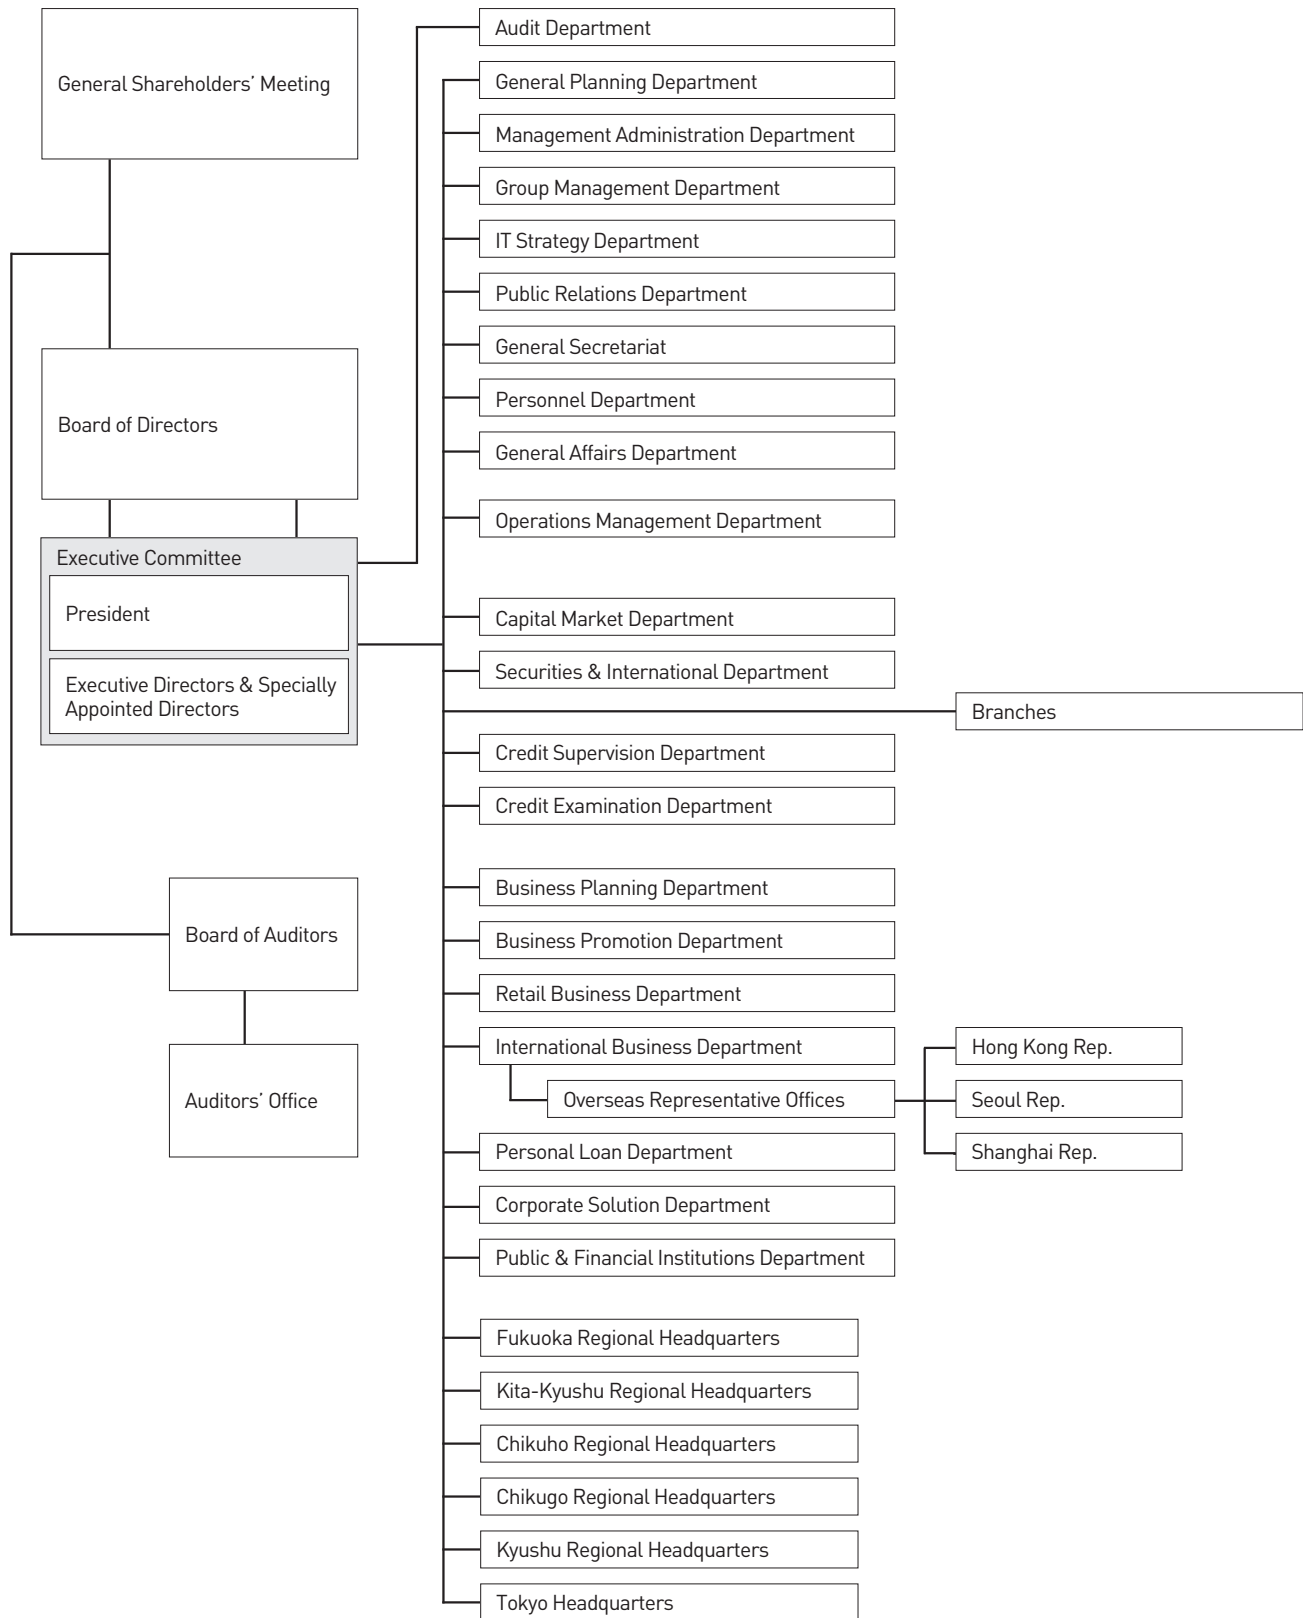 General Shareholders' Meeting
Board of Directors
Executive Committee
President
Executive Directors & Specially
Appointed Directors
Board of Auditors
Auditors' Office
Audit Department
General Planning Department
Management Administration Department
Group Management Department
IT Strategy Department
Public Relations Department
General Secretariat
Personnel Department
General Affairs Department
Operations Management Department
Capital Market Department
Securities & International Department
Branches
Credit Supervision Department
Credit Examination Department
Business Planning Department
Business Promotion Department
Retail Business Department
International Business Department
Overseas Representative Offices
Hong Kong Rep.
Seoul Rep.
Shanghai Rep.
Personal Loan Department
Corporate Solution Department
Public & Financial Institutions Department
Fukuoka Regional Headquarters
Kita-Kyushu Regional Headquarters
Chikuho Regional Headquarters
Chikugo Regional Headquarters
Kyushu Regional Headquarters
Tokyo Headquarters